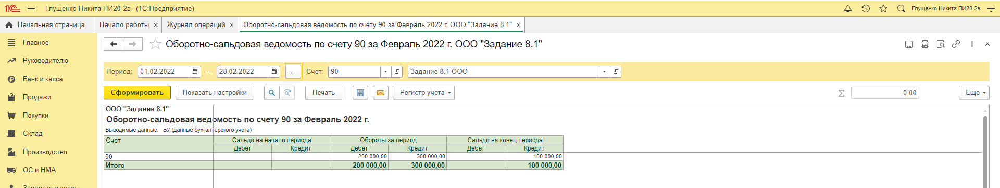 1С Глущенко Никита ПИ20-2в (1С:Предприятие) Глущенко Никита ПИ20-2в
Начальная страница Начало работы × Журнал операций × Оборотно-сальдовая ведомость по счету 90 за Февраль 2022 г. ООО "Задание 8.1" ×
Главное
Руководителю
Банк и касса
Продажи
Покупки
Склад
Производство
ОС и НМА
Зарплата и кадры
Оборотно-сальдовая ведомость по счету 90 за Февраль 2022 г. ООО "Задание 8.1"
Период: 01.02.2022 – 28.02.2022 ... Счет: 90 Задание 8.1 ООО
Сформировать Показать настройки Печать Регистр учета Σ 0,00 Еще
ООО "Задание 8.1"
Оборотно-сальдовая ведомость по счету 90 за Февраль 2022 г.
Выводимые данные: БУ (данные бухгалтерского учета)
Счет Сальдо на начало периода Обороты за период Сальдо на конец периода
Дебет Кредит Дебет Кредит Дебет Кредит
90 200 000,00 300 000,00 100 000,00
Итого 200 000,00 300 000,00 100 000,00